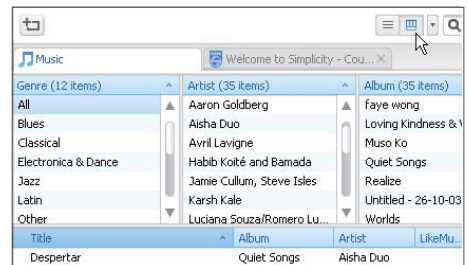 Music
Welcome to Simplicity - Cou...
Genre (12 items) Artist (35 items) Album (35 items)
All Aaron Goldberg faye wong
Blues Aisha Duo Loving Kindness &
Classical Avril Lavigne Muso Ko
Electronica & Dance Habib Koité and Bamada Quiet Songs
Jazz Jamie Cullum, Steve Isles Realize
Latin Karsh Kale Untitled - 26-10-03
Other Luciana Souza/Romero Lu... Worlds
Title Album Artist LikeMu..
Despertar Quiet Songs Aisha Duo